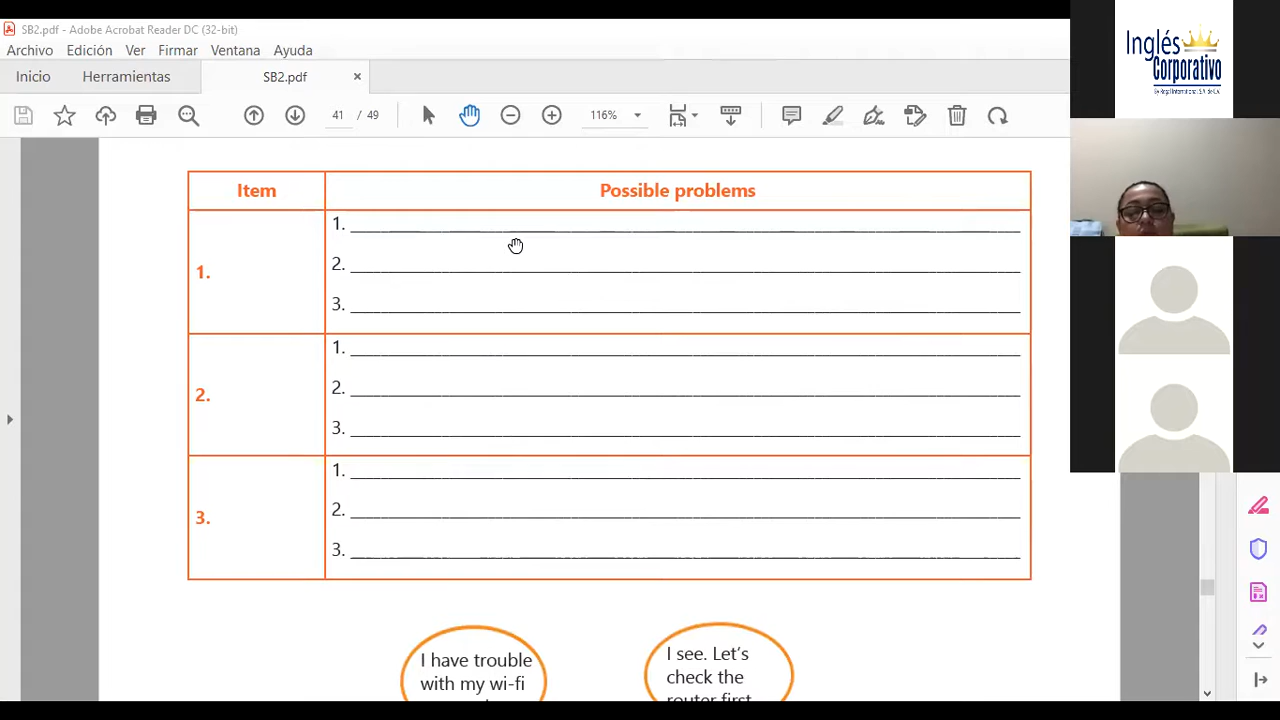 SB2.pdf - Adobe Acrobat Reader DC (32-bit)
Archivo Edición Ver Firmar Ventana Ayuda
Inicio Herramientas SB2.pdf ×
41 / 49 116%
Item Possible problems
1.
1.
2.
3.
2.
1.
2.
3.
3.
1.
2.
3.
I have trouble
with my wi-fi
I see. Let's
check the
router first
Inglés
Corporativo